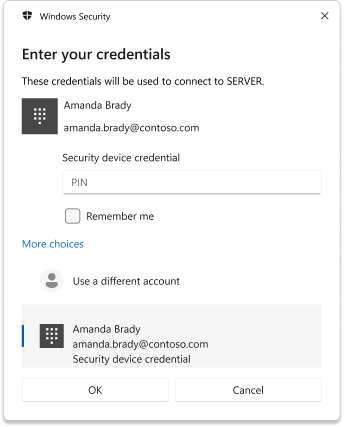 Windows Security
Enter your credentials
These credentials will be used to connect to SERVER.
Amanda Brady
amanda.brady@contoso.com
Security device credential
PIN
Remember me
More choices
Use a different account
Amanda Brady
amanda.brady@contoso.com
Security device credential
OK
Cancel